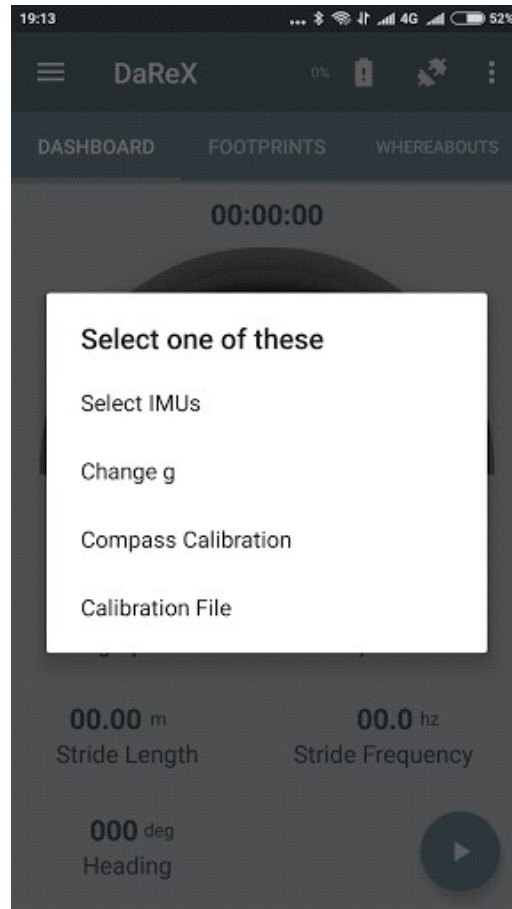 19:13 ... 4G 52%
DaReX 0%
DASHBOARD FOOTPRINTS WHEREABOUTS
00:00:00
Select one of these
Select IMUs
Change g
Compass Calibration
Calibration File
00.00 m 00.0 hz
Stride Length Stride Frequency
000 deg
Heading